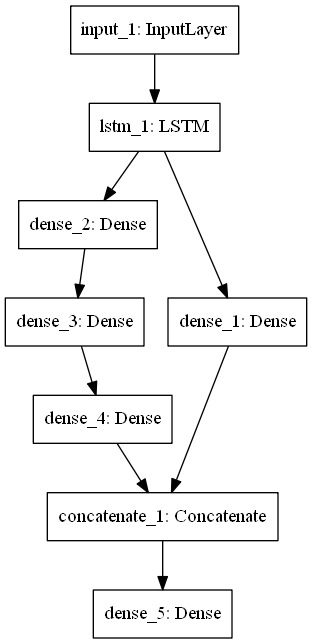 input_1: InputLayer
lstm_1: LSTM
dense_2: Dense
dense_3: Dense
dense_1: Dense
dense_4: Dense
concatenate_1: Concatenate
dense_5: Dense